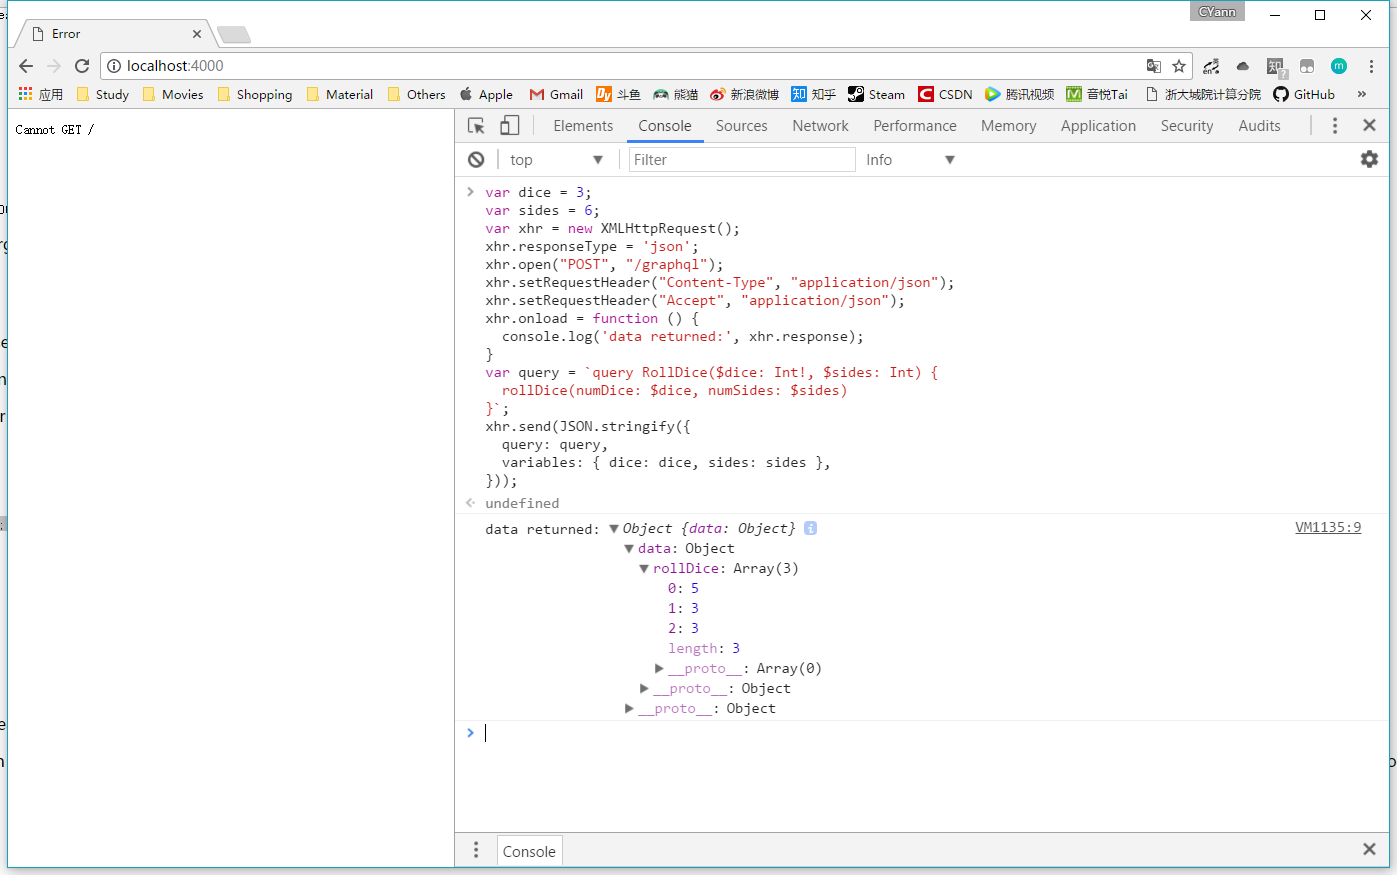 CYann
Error
localhost:4000
应用 Study Movies Shopping Material Others Apple Gmail 斗鱼 熊猫 新浪微博 知乎 Steam CSDN 腾讯视频 音悦Tai 浙大城院计算分院 GitHub »
Cannot GET /
Elements Console Sources Network Performance Memory Application Security Audits
top Filter Info
var dice = 3;
var sides = 6;
var xhr = new XMLHttpRequest();
xhr.responseType = 'json';
xhr.open("POST", "/graphql");
xhr.setRequestHeader("Content-Type", "application/json");
xhr.setRequestHeader("Accept", "application/json");
xhr.onload = function () {
console.log('data returned:', xhr.response);
}
var query = `query RollDice($dice: Int!, $sides: Int) {
rollDice(numDice: $dice, numSides: $sides)
}`;
xhr.send(JSON.stringify({
query: query,
variables: { dice: dice, sides: sides },
}));
undefined
data returned: Object {data: Object} VM1135:9
data: Object
rollDice: Array(3)
0: 5
1: 3
2: 3
length: 3
__proto__: Array(0)
__proto__: Object
__proto__: Object
Console